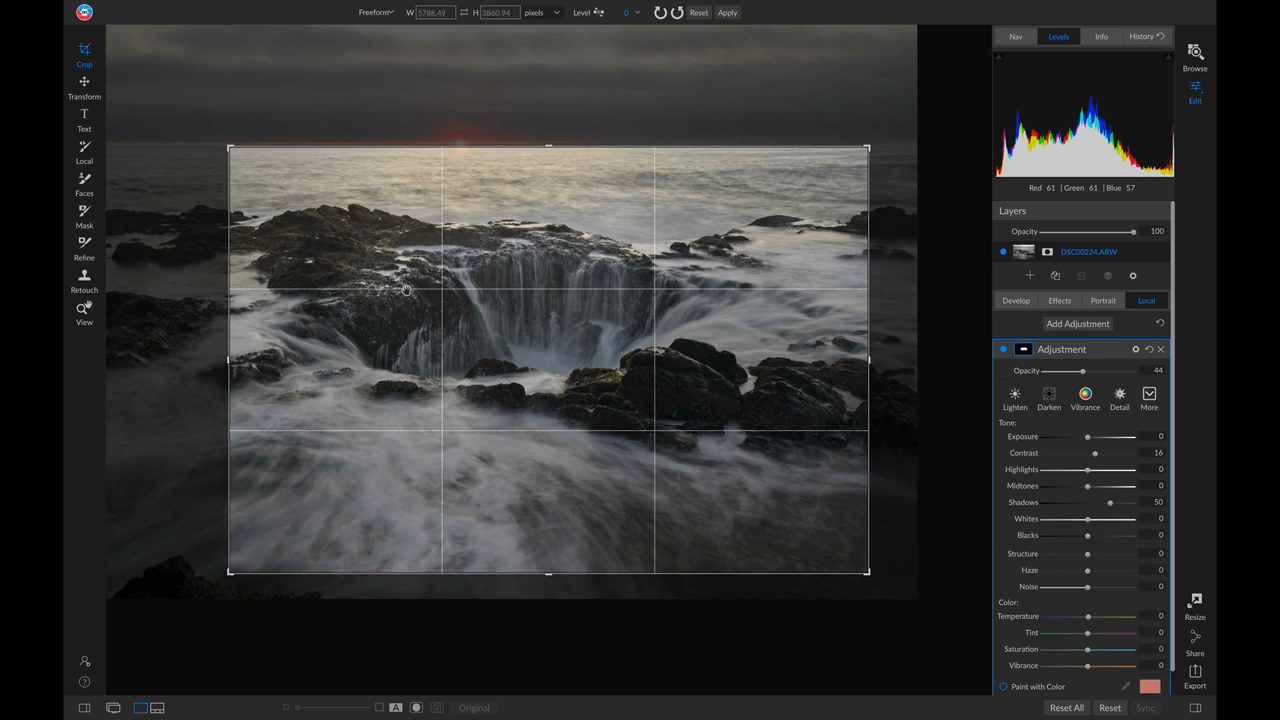 Freeform W 5788.49 H 3860.94 pixels Level 0 Reset Apply
Crop
Transform
Text
Local
Faces
Mask
Refine
Retouch
View
Nav Levels Info History
Red 61 | Green 61 | Blue 57
Layers
Opacity 100
DSC00224.ARW
Develop Effects Portrait Local
Add Adjustment
Adjustment
Opacity 44
Lighten Darken Vibrance Detail More
Tone:
Exposure 0
Contrast 16
Highlights 0
Midtones 0
Shadows 50
Whites 0
Blacks 0
Structure 0
Haze 0
Noise 0
Color:
Temperature 0
Tint 0
Saturation 0
Vibrance 0
Paint with Color
Browse
Edit
Resize
Share
Export
A Original
Reset All Reset Sync